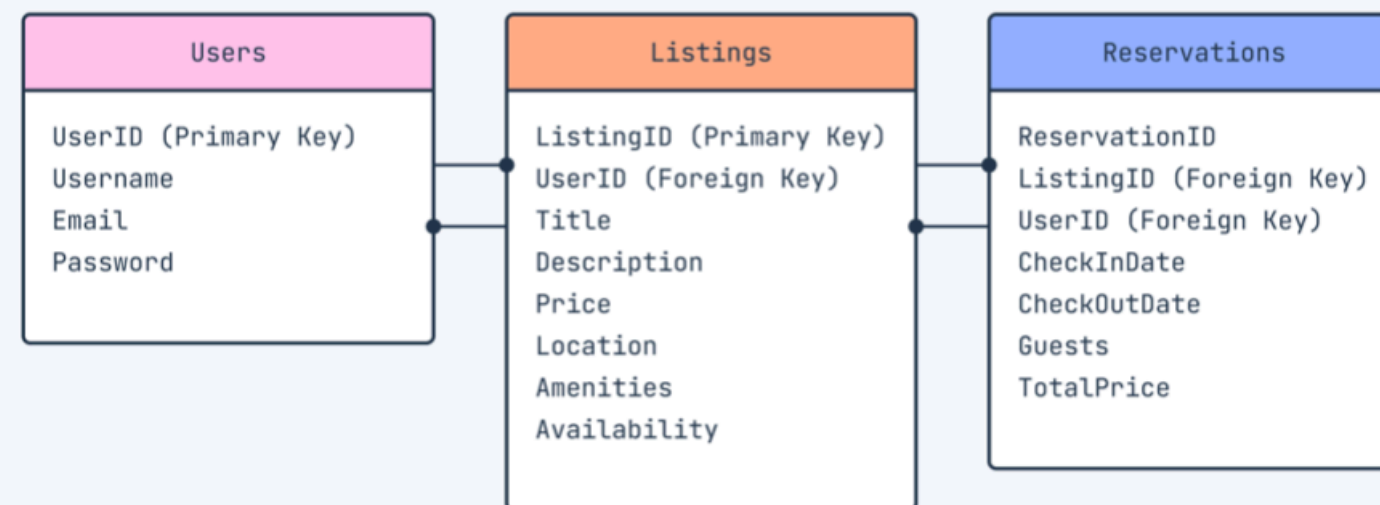 Users
UserID (Primary Key)
Username
Email
Password
Listings
ListingID (Primary Key)
UserID (Foreign Key)
Title
Description
Price
Location
Amenities
Availability
Reservations
ReservationID
ListingID (Foreign Key)
UserID (Foreign Key)
CheckInDate
CheckOutDate
Guests
TotalPrice